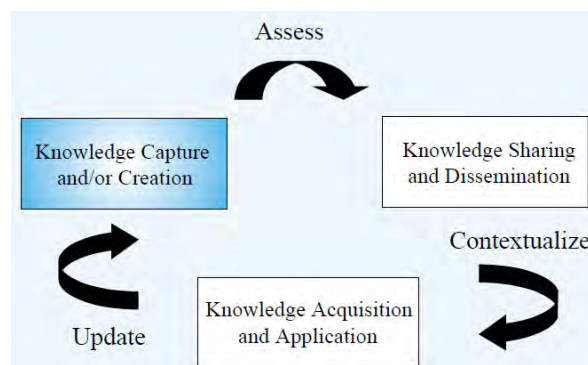 Assess
Knowledge Capture
and/or Creation
Knowledge Sharing
and Dissemination
Contextualize
Knowledge Acquisition
and Application
Update